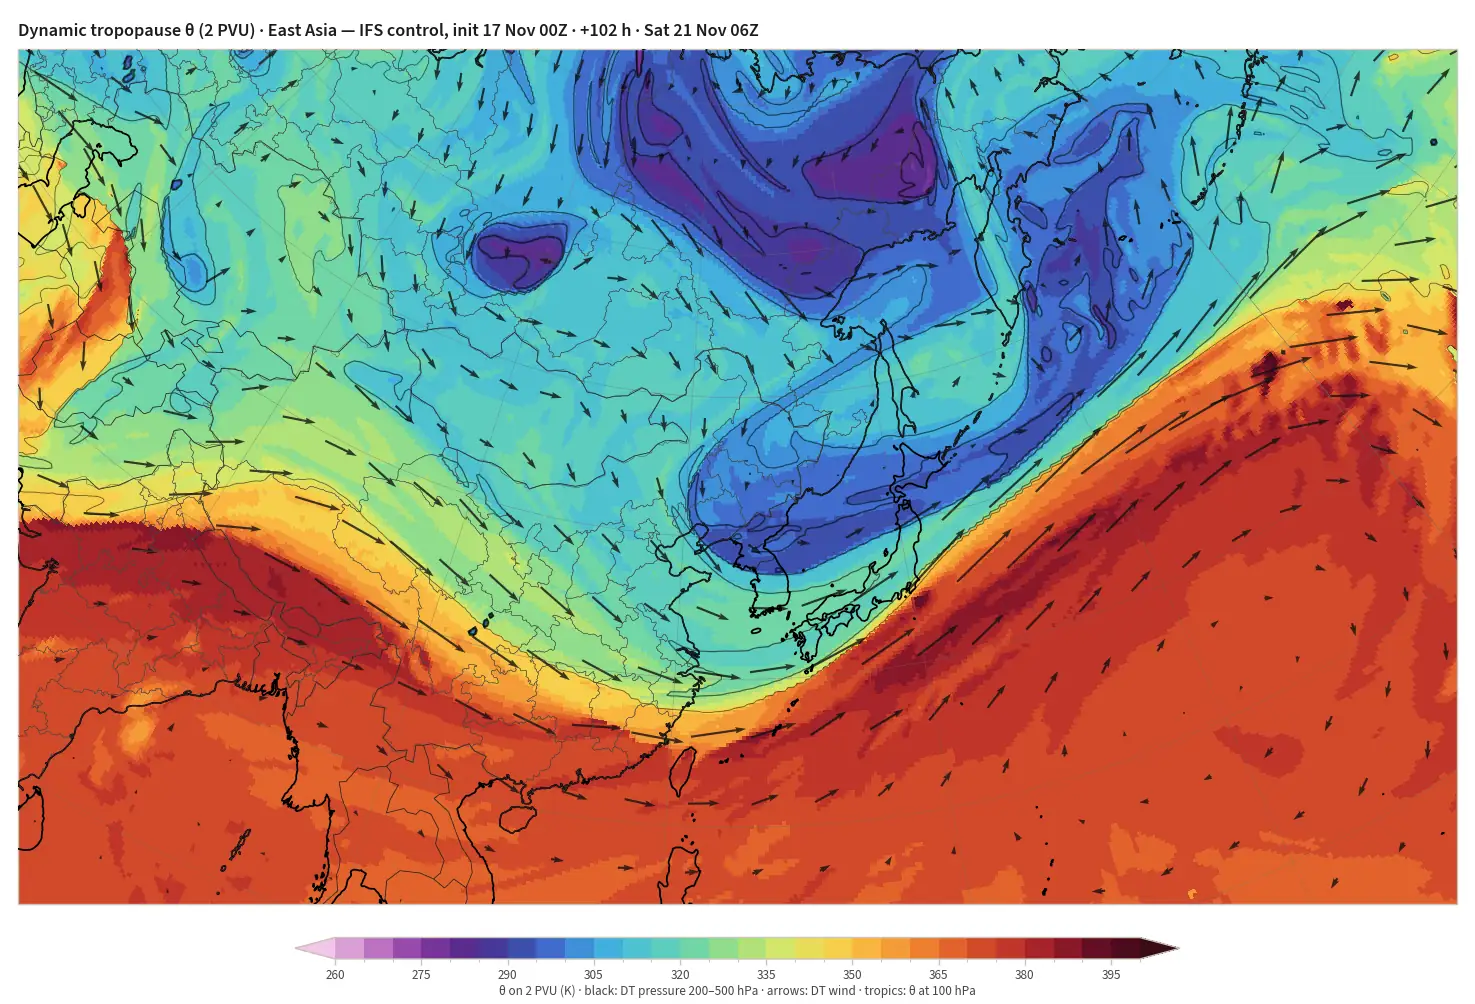 Dynamic tropopause θ (2 PVU) · East Asia — IFS control, init 17 Nov 00Z · +102 h · Sat 21 Nov 06Z
260 275 290 305 320 335 350 365 380 395
θ on 2 PVU (K) · black: DT pressure 200–500 hPa · arrows: DT wind · tropics: θ at 100 hPa